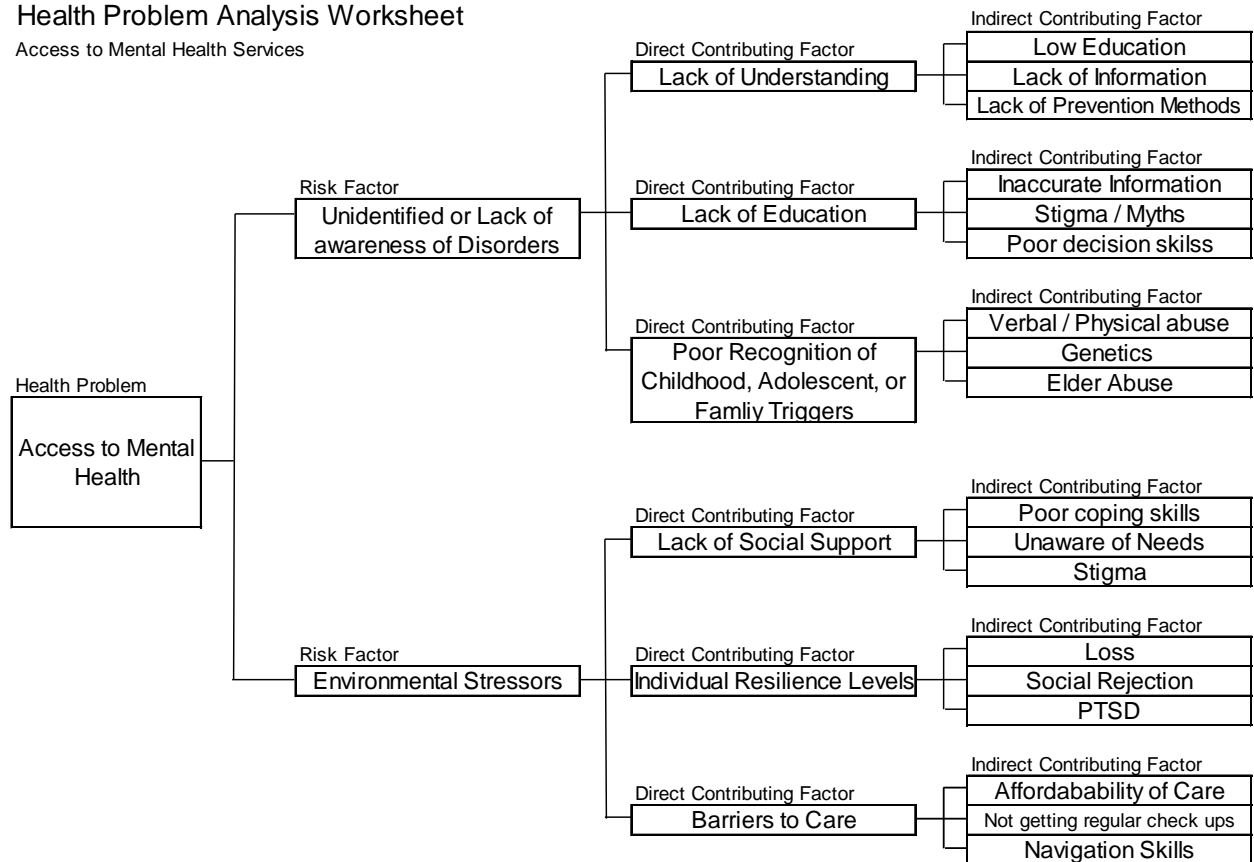 Health Problem Analysis Worksheet
Access to Mental Health Services
Health Problem
Access to Mental
Health
Risk Factor
Unidentified or Lack of
awareness of Disorders
Direct Contributing Factor
Lack of Understanding
Indirect Contributing Factor
Low Education
Lack of Information
Lack of Prevention Methods
Direct Contributing Factor
Lack of Education
Indirect Contributing Factor
Inaccurate Information
Stigma / Myths
Poor decision skilss
Direct Contributing Factor
Poor Recognition of
Childhood, Adolescent, or
Famliy Triggers
Indirect Contributing Factor
Verbal / Physical abuse
Genetics
Elder Abuse
Risk Factor
Environmental Stressors
Direct Contributing Factor
Lack of Social Support
Indirect Contributing Factor
Poor coping skills
Unaware of Needs
Stigma
Direct Contributing Factor
Individual Resilience Levels
Indirect Contributing Factor
Loss
Social Rejection
PTSD
Direct Contributing Factor
Barriers to Care
Indirect Contributing Factor
Affordabability of Care
Not getting regular check ups
Navigation Skills